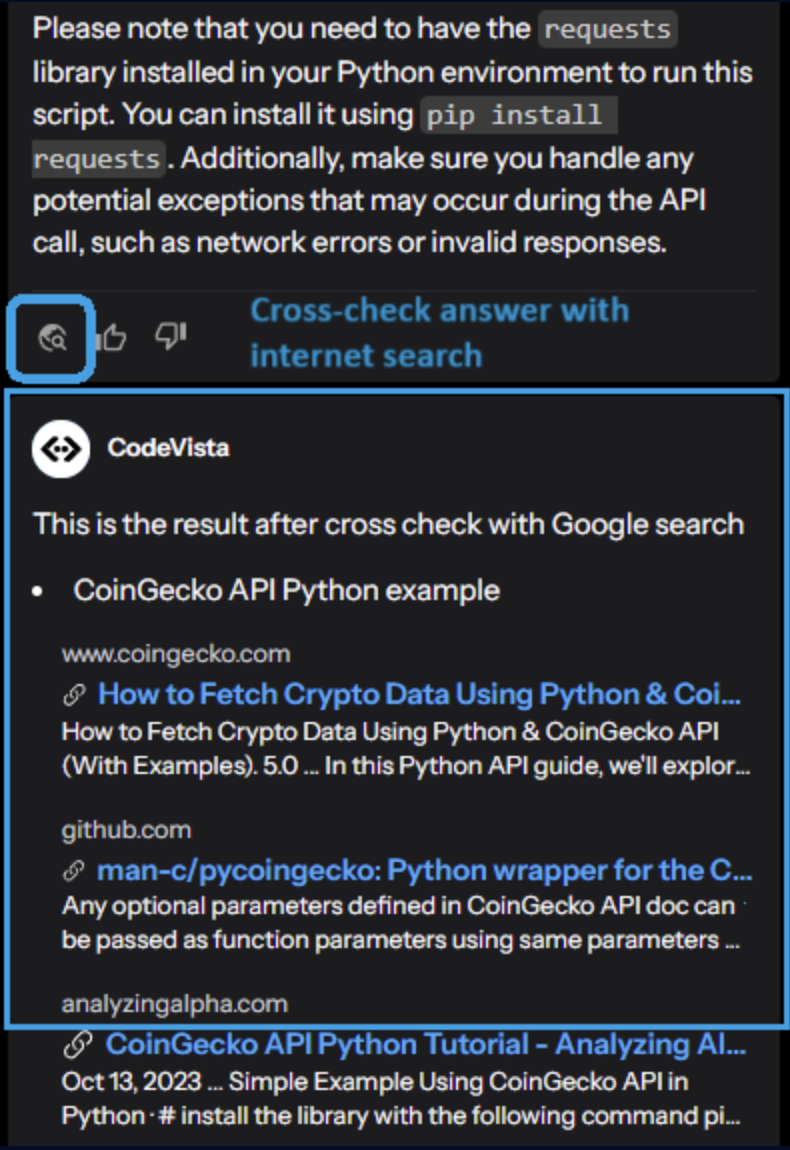 Please note that you need to have the requests
library installed in your Python environment to run this
script. You can install it using pip install
requests. Additionally, make sure you handle any
potential exceptions that may occur during the API
call, such as network errors or invalid responses.
Cross-check answer with
internet search
CodeVista
This is the result after cross check with Google search
• CoinGecko API Python example
www.coingecko.com
How to Fetch Crypto Data Using Python & Coi...
How to Fetch Crypto Data Using Python & CoinGecko API
(With Examples). 5.0 ... In this Python API guide, we'll explor...
github.com
man-c/pycoingecko: Python wrapper for the C...
Any optional parameters defined in CoinGecko API doc can
be passed as function parameters using same parameters ...
analyzingalpha.com
CoinGecko API Python Tutorial - Analyzing Al...
Oct 13, 2023 ... Simple Example Using CoinGecko API in
Python · # install the library with the following command pi...